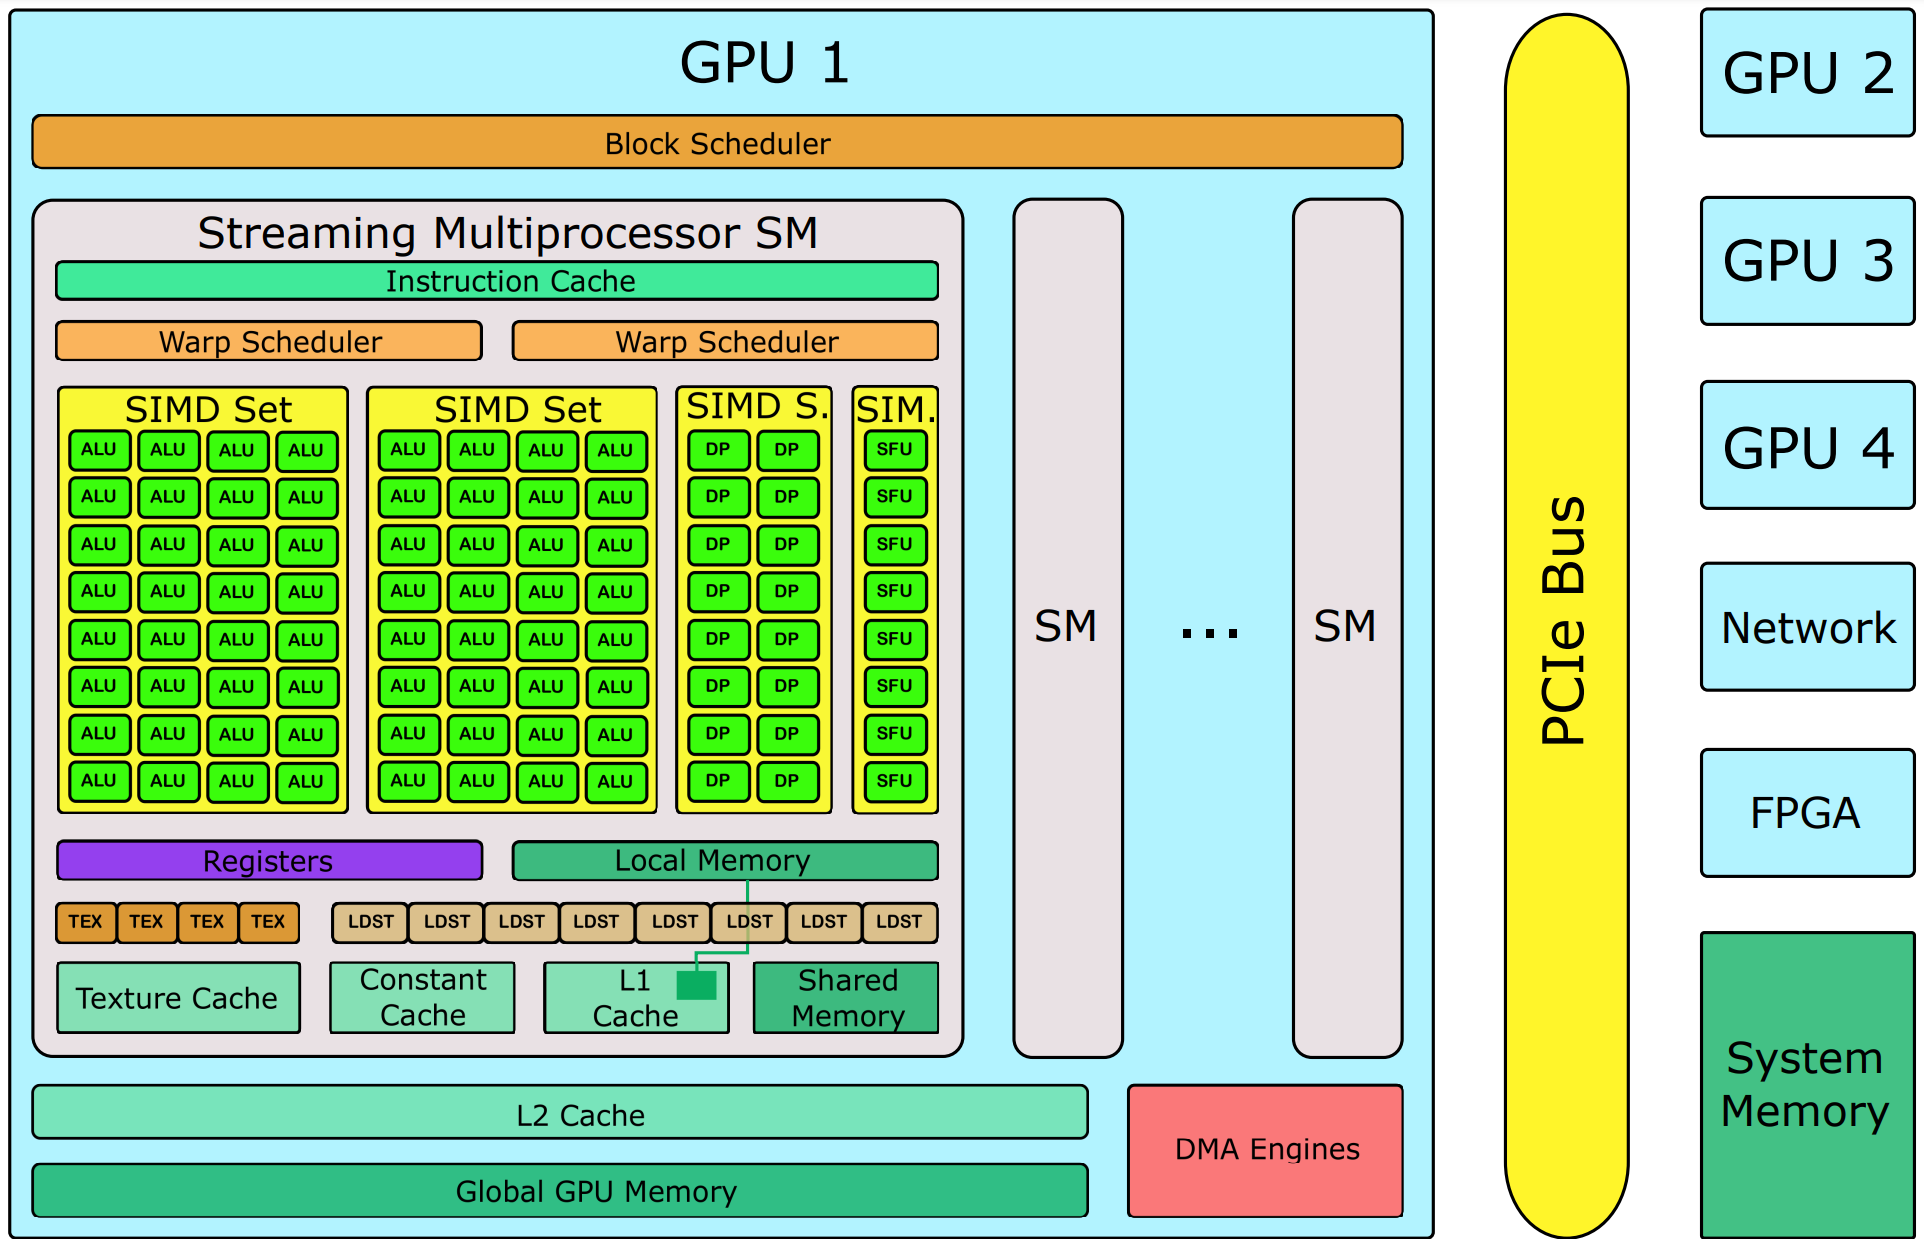 GPU 1
Block Scheduler
Streaming Multiprocessor SM
Instruction Cache
Warp Scheduler Warp Scheduler
SIMD Set SIMD Set SIMD S. SIM.
ALU ALU ALU ALU ALU ALU ALU ALU DP DP SFU
ALU ALU ALU ALU ALU ALU ALU ALU DP DP SFU
ALU ALU ALU ALU ALU ALU ALU ALU DP DP SFU
ALU ALU ALU ALU ALU ALU ALU ALU DP DP SFU
ALU ALU ALU ALU ALU ALU ALU ALU DP DP SFU
ALU ALU ALU ALU ALU ALU ALU ALU DP DP SFU
ALU ALU ALU ALU ALU ALU ALU ALU DP DP SFU
ALU ALU ALU ALU ALU ALU ALU ALU DP DP SFU
Registers Local Memory
TEX TEX TEX TEX LDST LDST LDST LDST LDST LDST LDST LDST
Texture Cache
Constant
Cache
L1
Cache
Shared
Memory
SM ... SM
L2 Cache
Global GPU Memory
DMA Engines
PCIe Bus
GPU 2
GPU 3
GPU 4
Network
FPGA
System
Memory